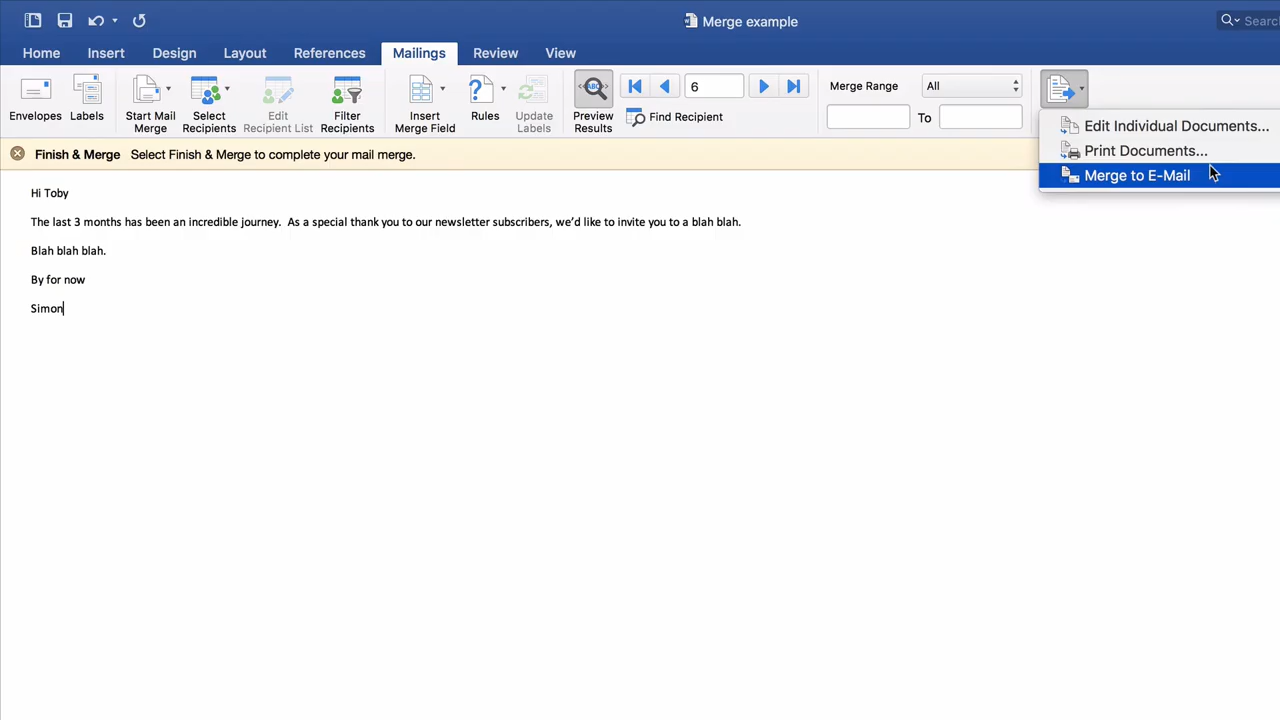 Merge example
Search
Home Insert Design Layout References Mailings Review View
Envelopes Labels Start Mail Merge Select Recipients Edit Recipient List Filter Recipients Insert Merge Field Rules Update Labels ABC Preview Results 6 Find Recipient Merge Range All To
Edit Individual Documents...
Print Documents...
Merge to E-Mail
Finish & Merge Select Finish & Merge to complete your mail merge.
Hi Toby
The last 3 months has been an incredible journey. As a special thank you to our newsletter subscribers, we'd like to invite you to a blah blah.
Blah blah blah.
By for now
Simon